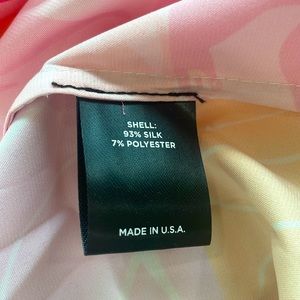 SHELL:
93% SILK
7% POLYESTER
MADE IN U.S.A.